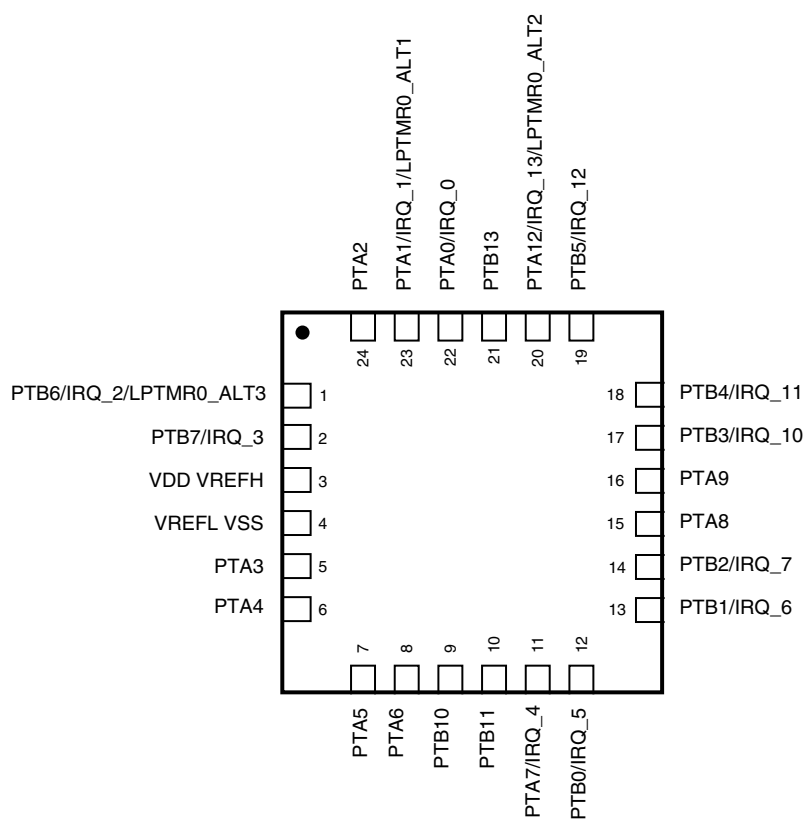 PTA2
PTA1/IRQ_1/LPTMR0_ALT1
PTA0/IRQ_0
PTB13
PTA12/IRQ_13/LPTMR0_ALT2
PTB5/IRQ_12
24
23
22
21
20
19
PTB6/IRQ_2/LPTMR0_ALT3
1
PTB7/IRQ_3
2
VDD VREFH
3
VREFL VSS
4
PTA3
5
PTA4
6
18
PTB4/IRQ_11
17
PTB3/IRQ_10
16
PTA9
15
PTA8
14
PTB2/IRQ_7
13
PTB1/IRQ_6
7
8
9
10
11
12
PTA5
PTA6
PTB10
PTB11
PTA7/IRQ_4
PTB0/IRQ_5